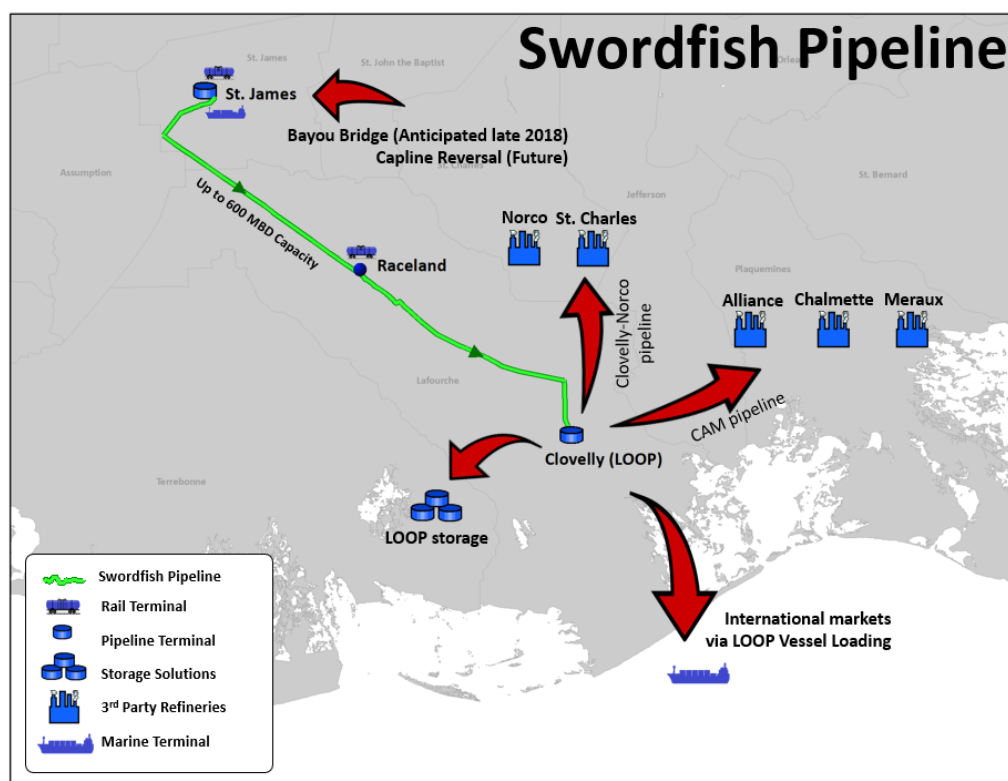 Swordfish Pipeline
St. James
St. John the Baptist
Orle
St. James
Bayou Bridge (Anticipated late 2018)
Capline Reversal (Future)
St. Charles
Assumption
Jefferson
St. Bernard
Up to 600 MBD Capacity
Norco
St. Charles
Raceland
Plaquemines
Alliance
Chalmette
Meraux
Clovelly-Norco
pipeline
Lafourche
CAM pipeline
Clovelly (LOOP)
Terrebonne
LOOP storage
International markets
via LOOP Vessel Loading
Swordfish Pipeline
Rail Terminal
Pipeline Terminal
Storage Solutions
3rd Party Refineries
Marine Terminal